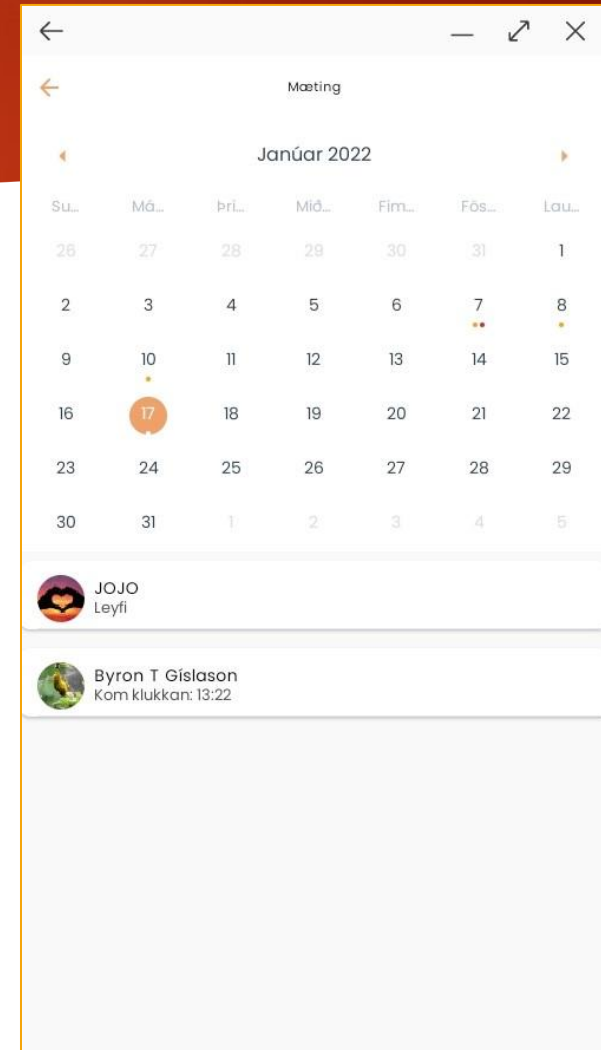 Mæting
Janúar 2022
Su... Má... Þri... Mið... Fim... Fös... Lau...
26 27 28 29 30 31 1
2 3 4 5 6 7 8
9 10 11 12 13 14 15
16 17 18 19 20 21 22
23 24 25 26 27 28 29
30 31 1 2 3 4 5
JOJO
Leyfi
Byron T Gíslason
Kom klukkan: 13:22